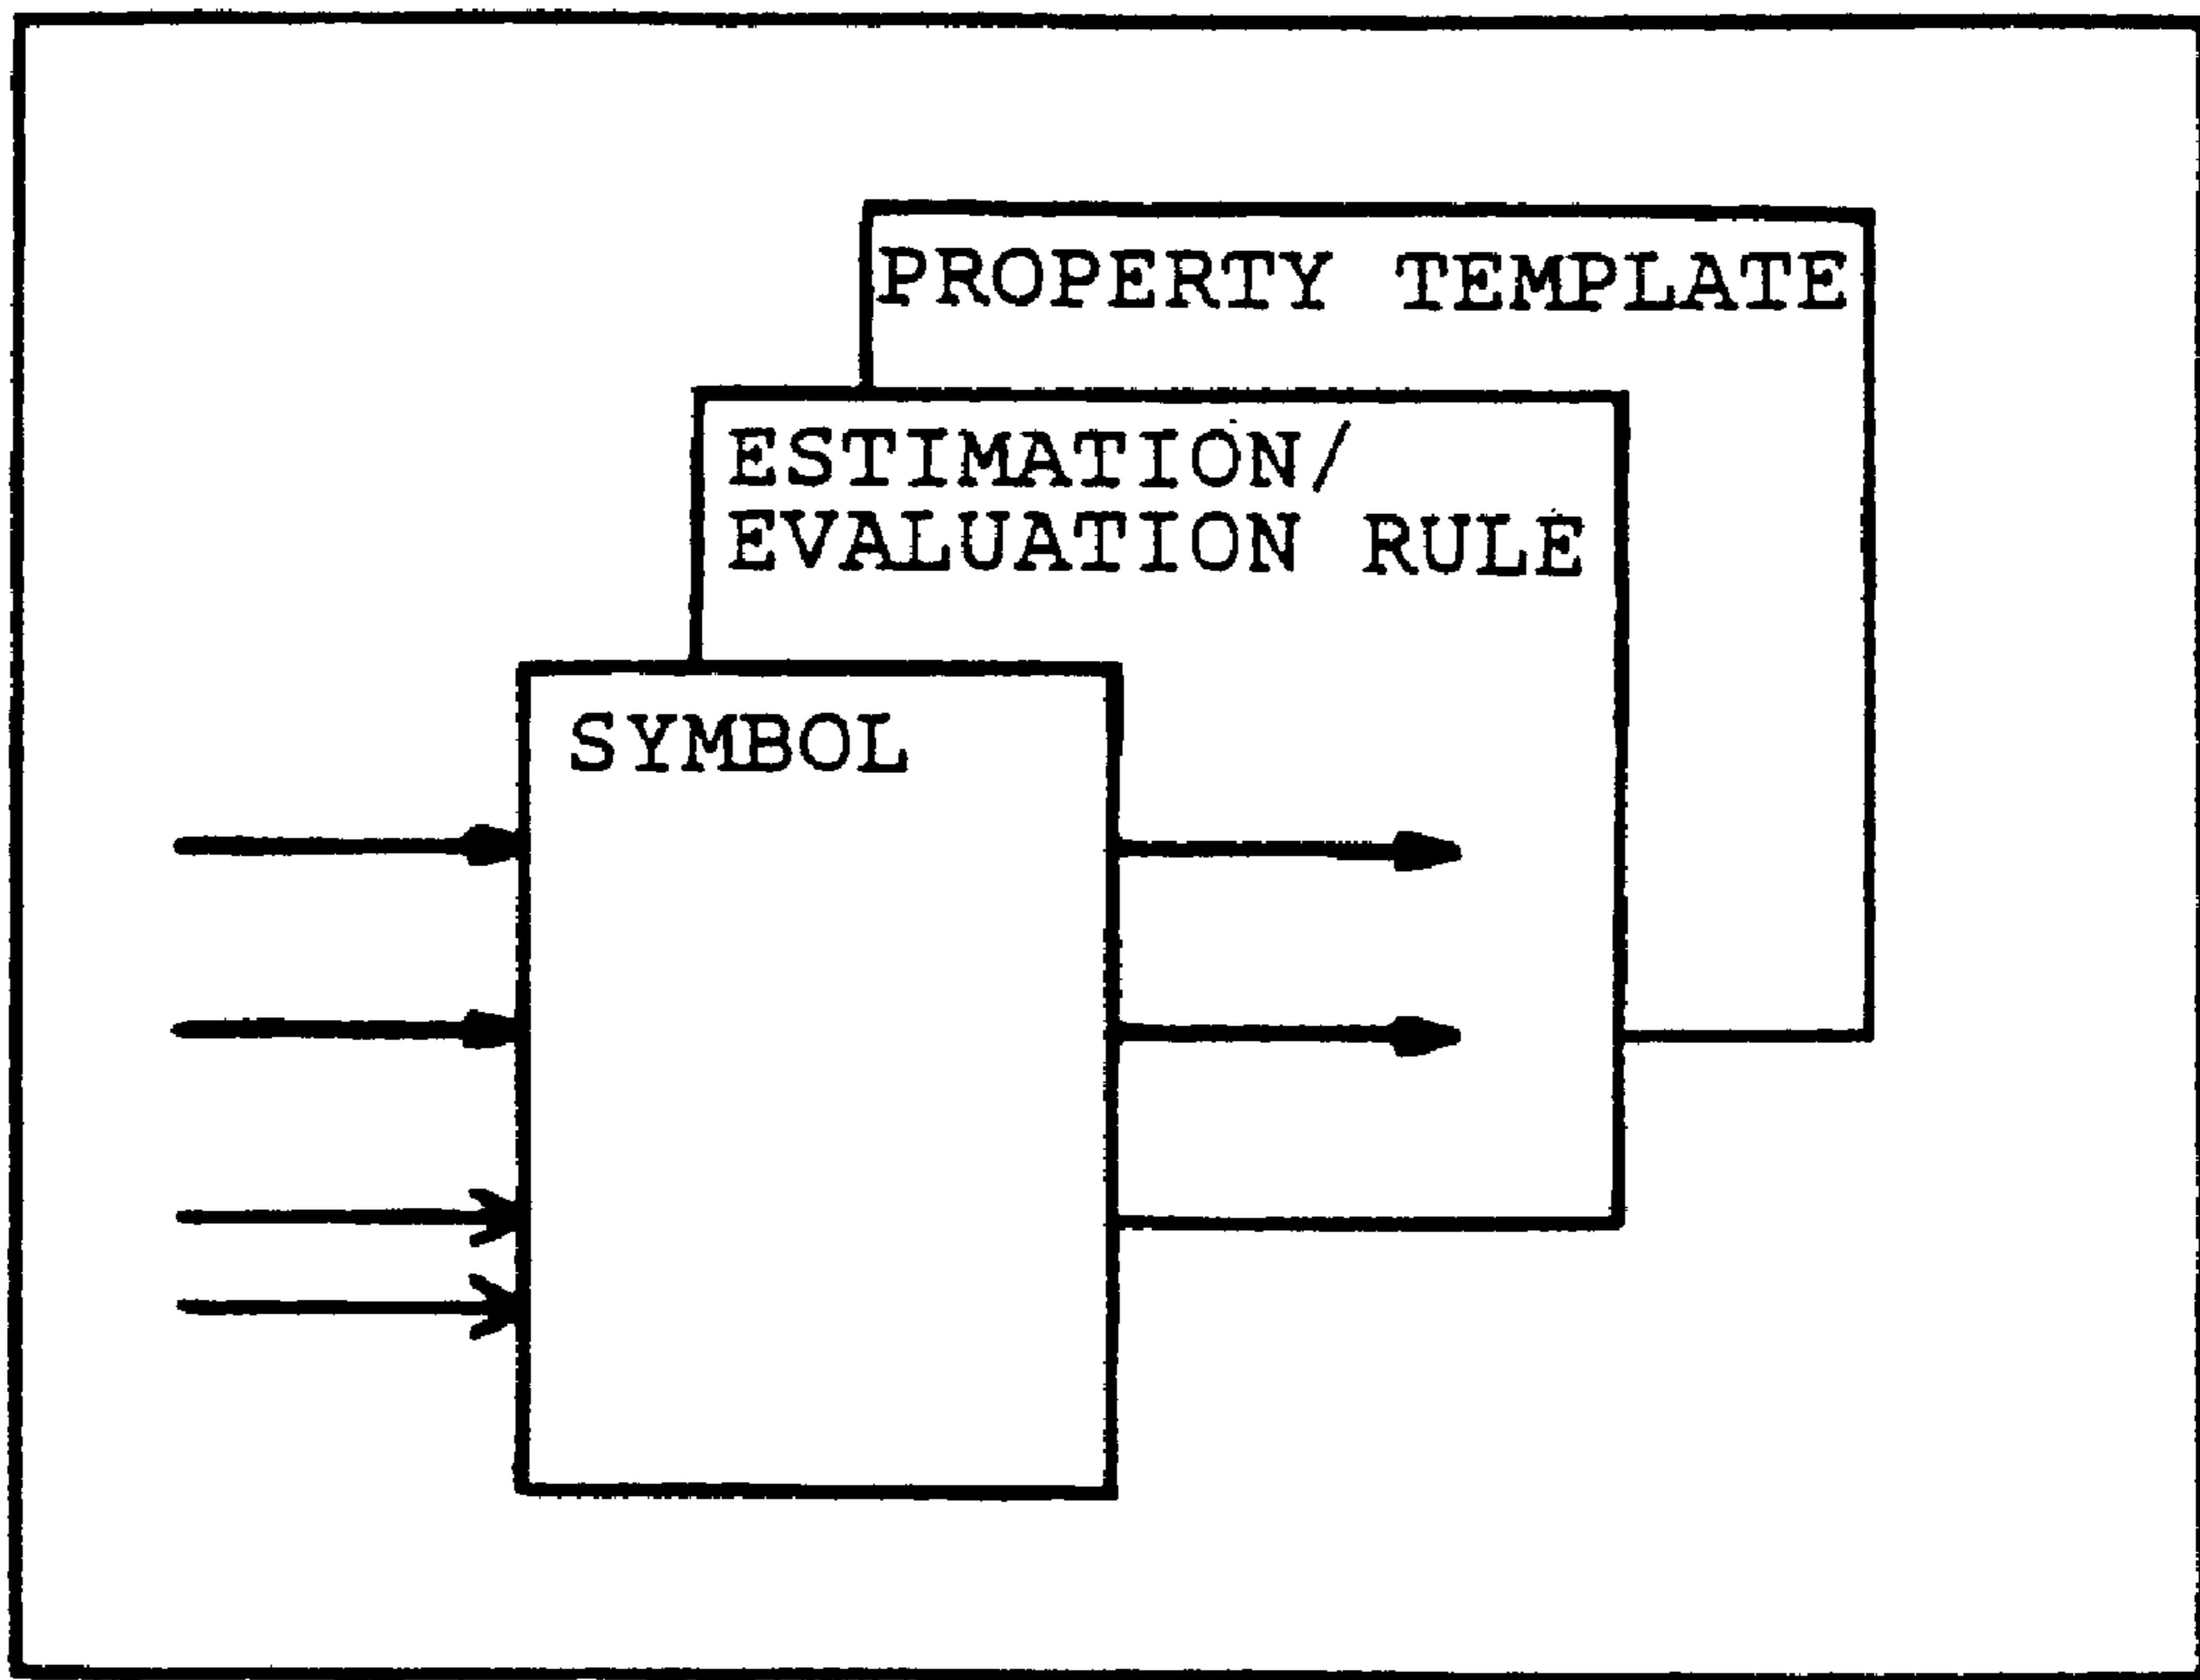 PROPERTY TEMPLATE
ESTIMATION/
EVALUATION RULE
SYMBOL